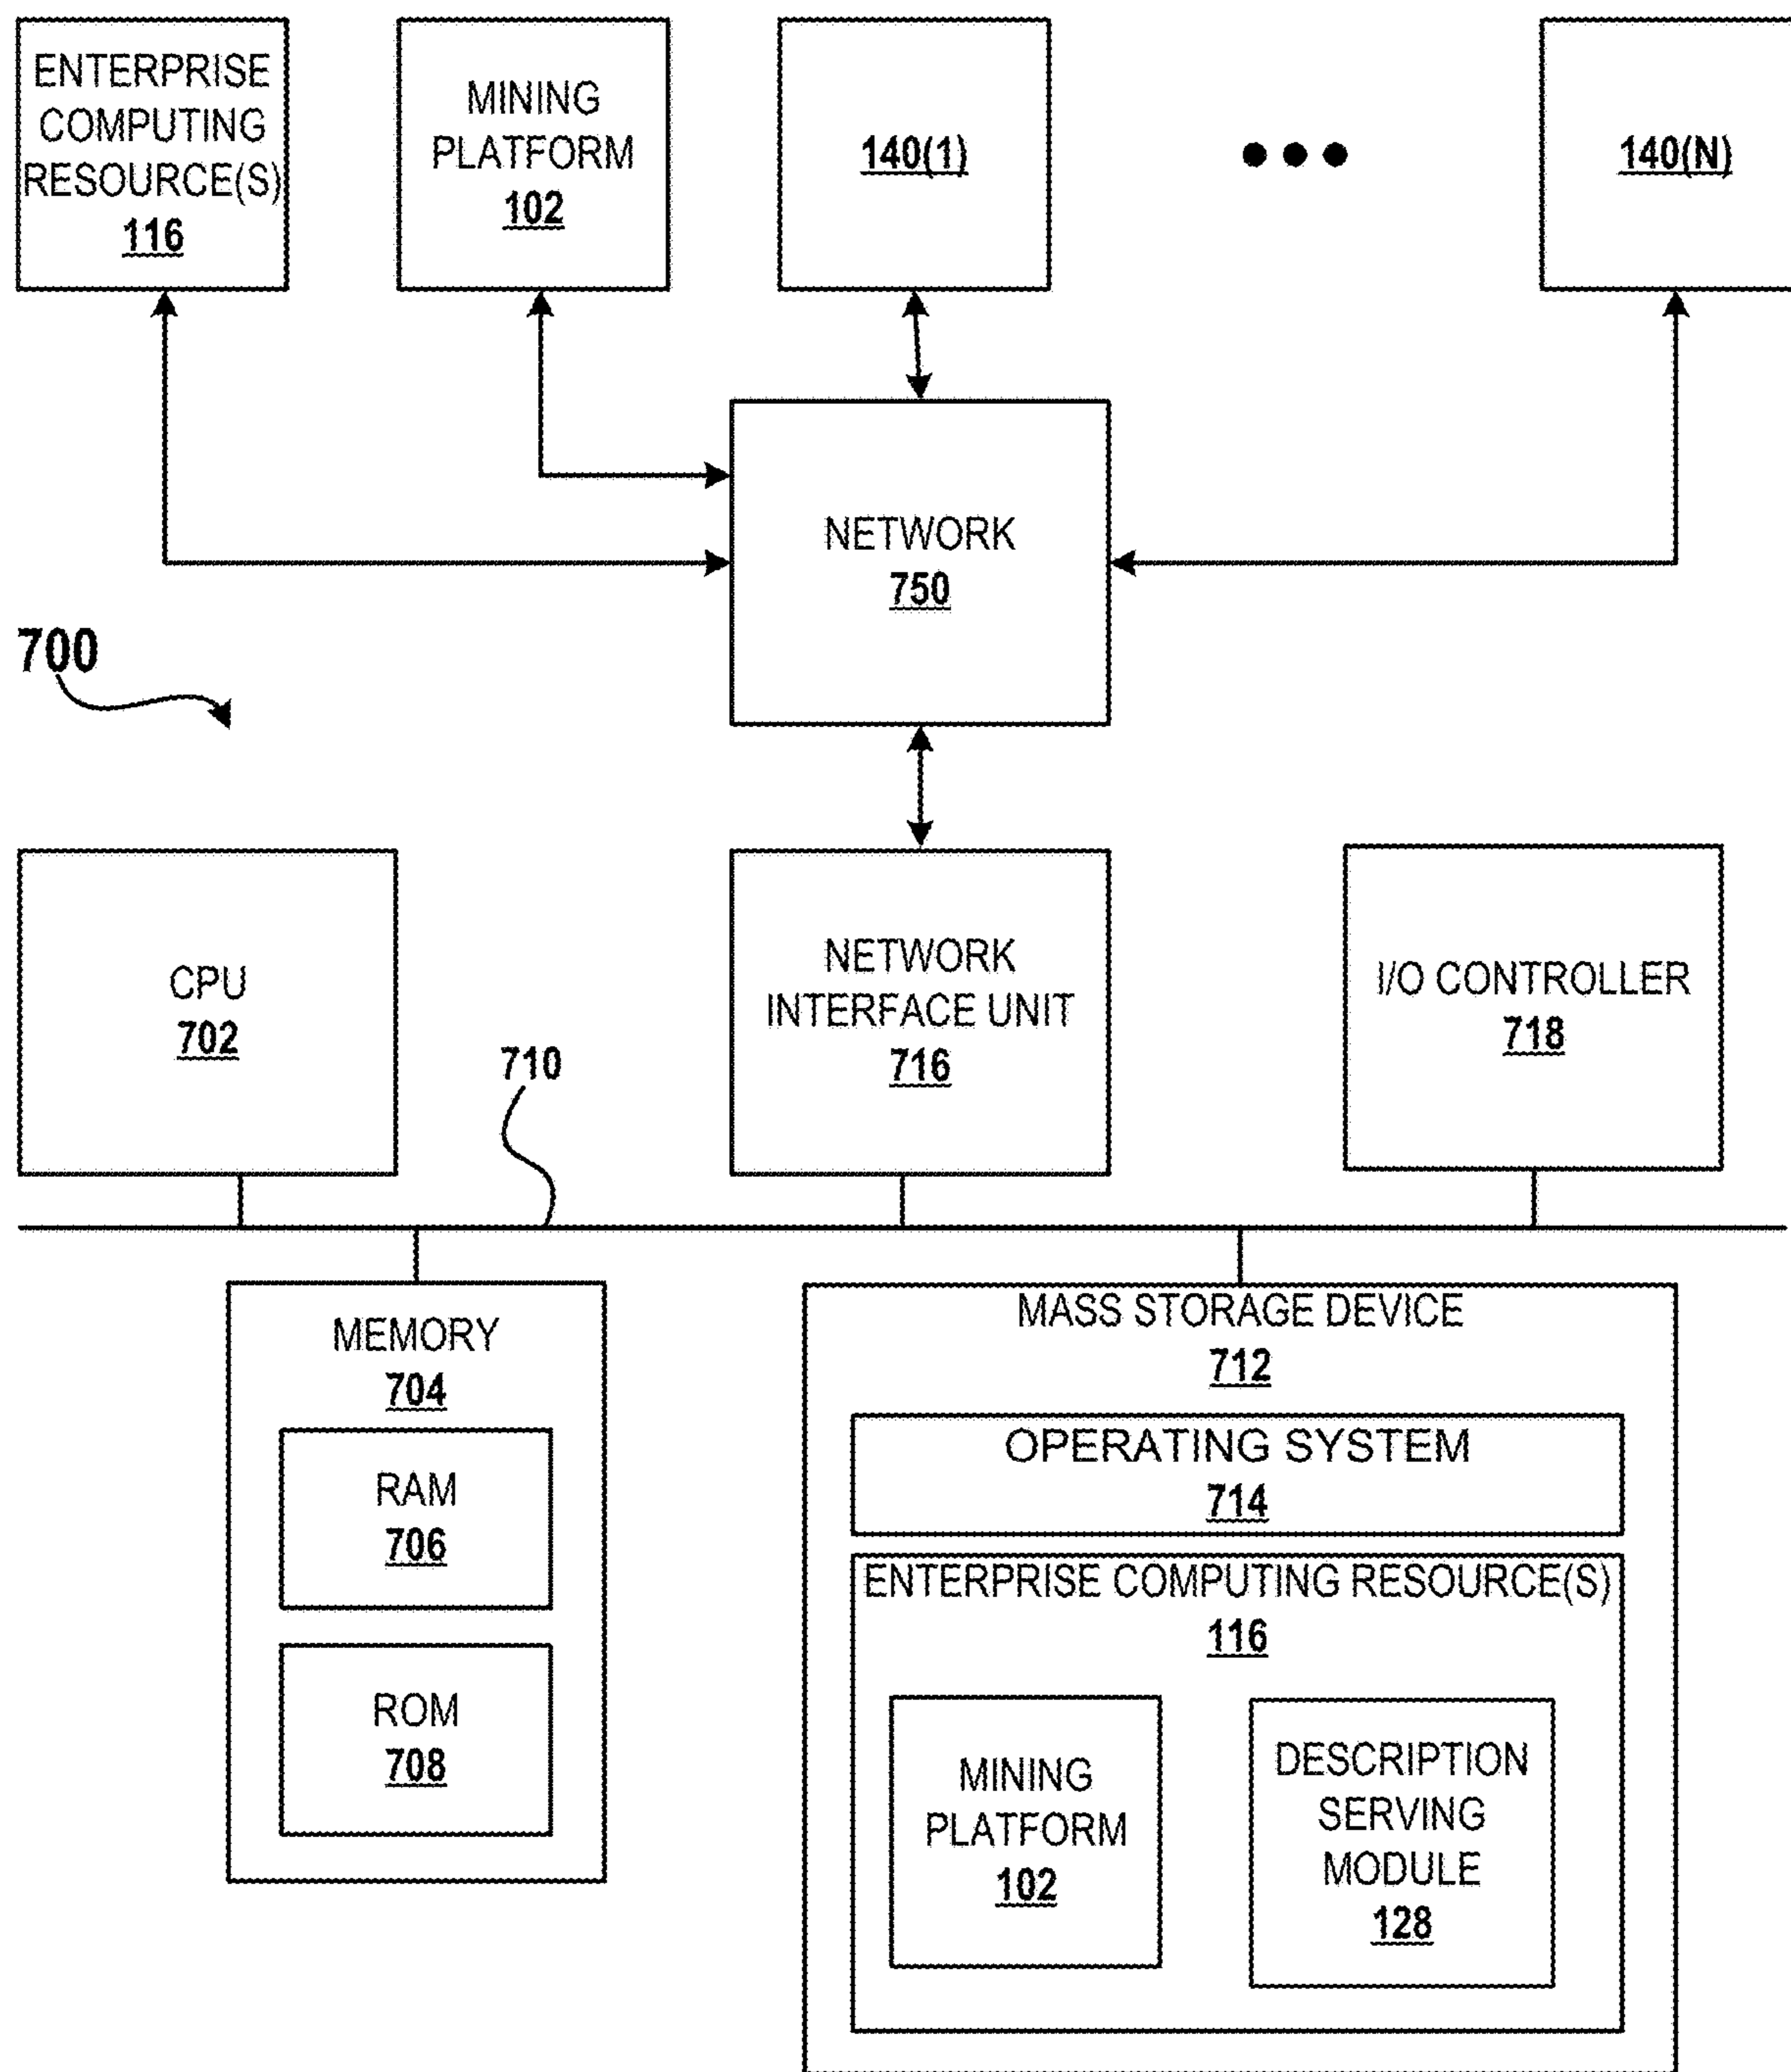 ENTERPRISE
COMPUTING
RESOURCE(S)
116
MINING
PLATFORM
102
140(1)
140(N)
NETWORK
750
700
CPU
702
NETWORK
INTERFACE UNIT
716
I/O CONTROLLER
718
710
MEMORY
704
RAM
706
ROM
708
MASS STORAGE DEVICE
712
OPERATING SYSTEM
714
ENTERPRISE COMPUTING RESOURCE(S)
116
MINING
PLATFORM
102
DESCRIPTION
SERVING
MODULE
128